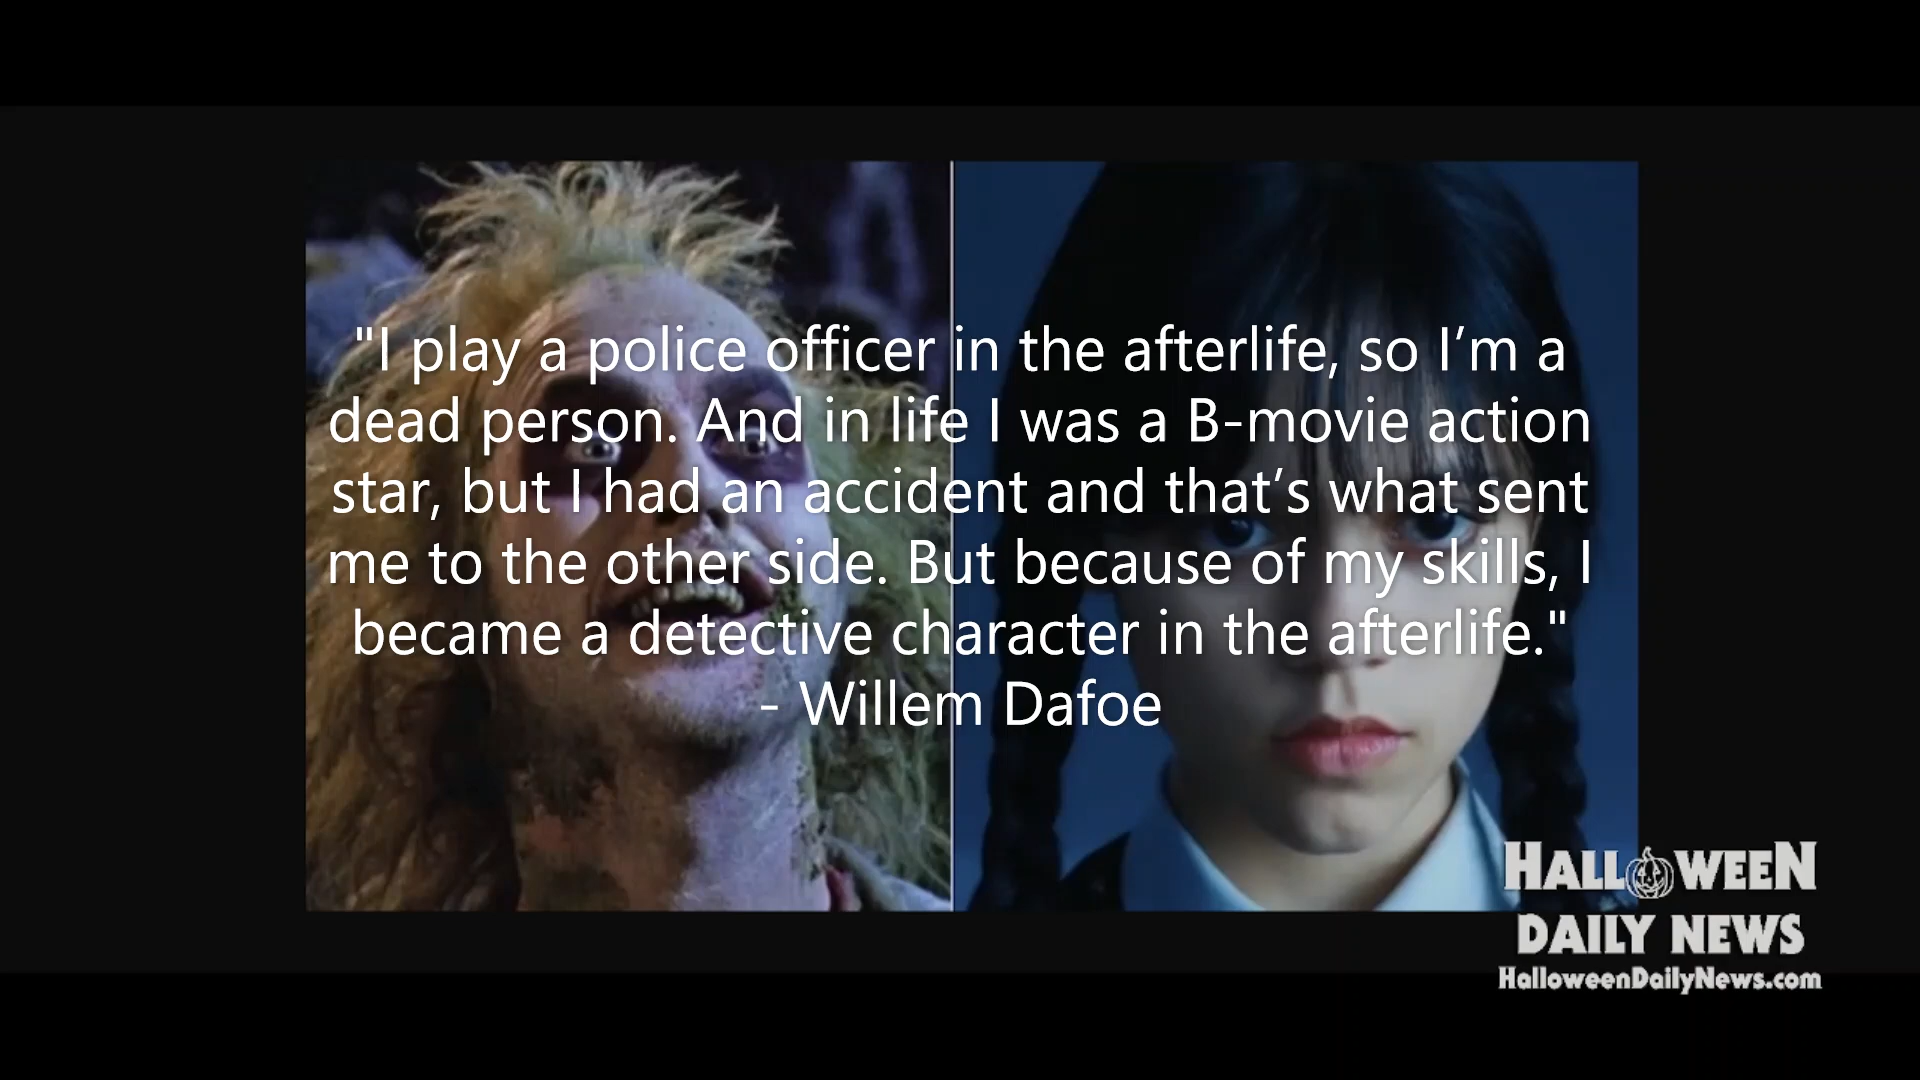 "I play a police officer in the afterlife, so I’m a
dead person. And in life I was a B-movie action
star, but I had an accident and that’s what sent
me to the other side. But because of my skills, I
became a detective character in the afterlife."
- Willem Dafoe
HALLOWEEN
DAILY NEWS
HalloweenDailyNews.com